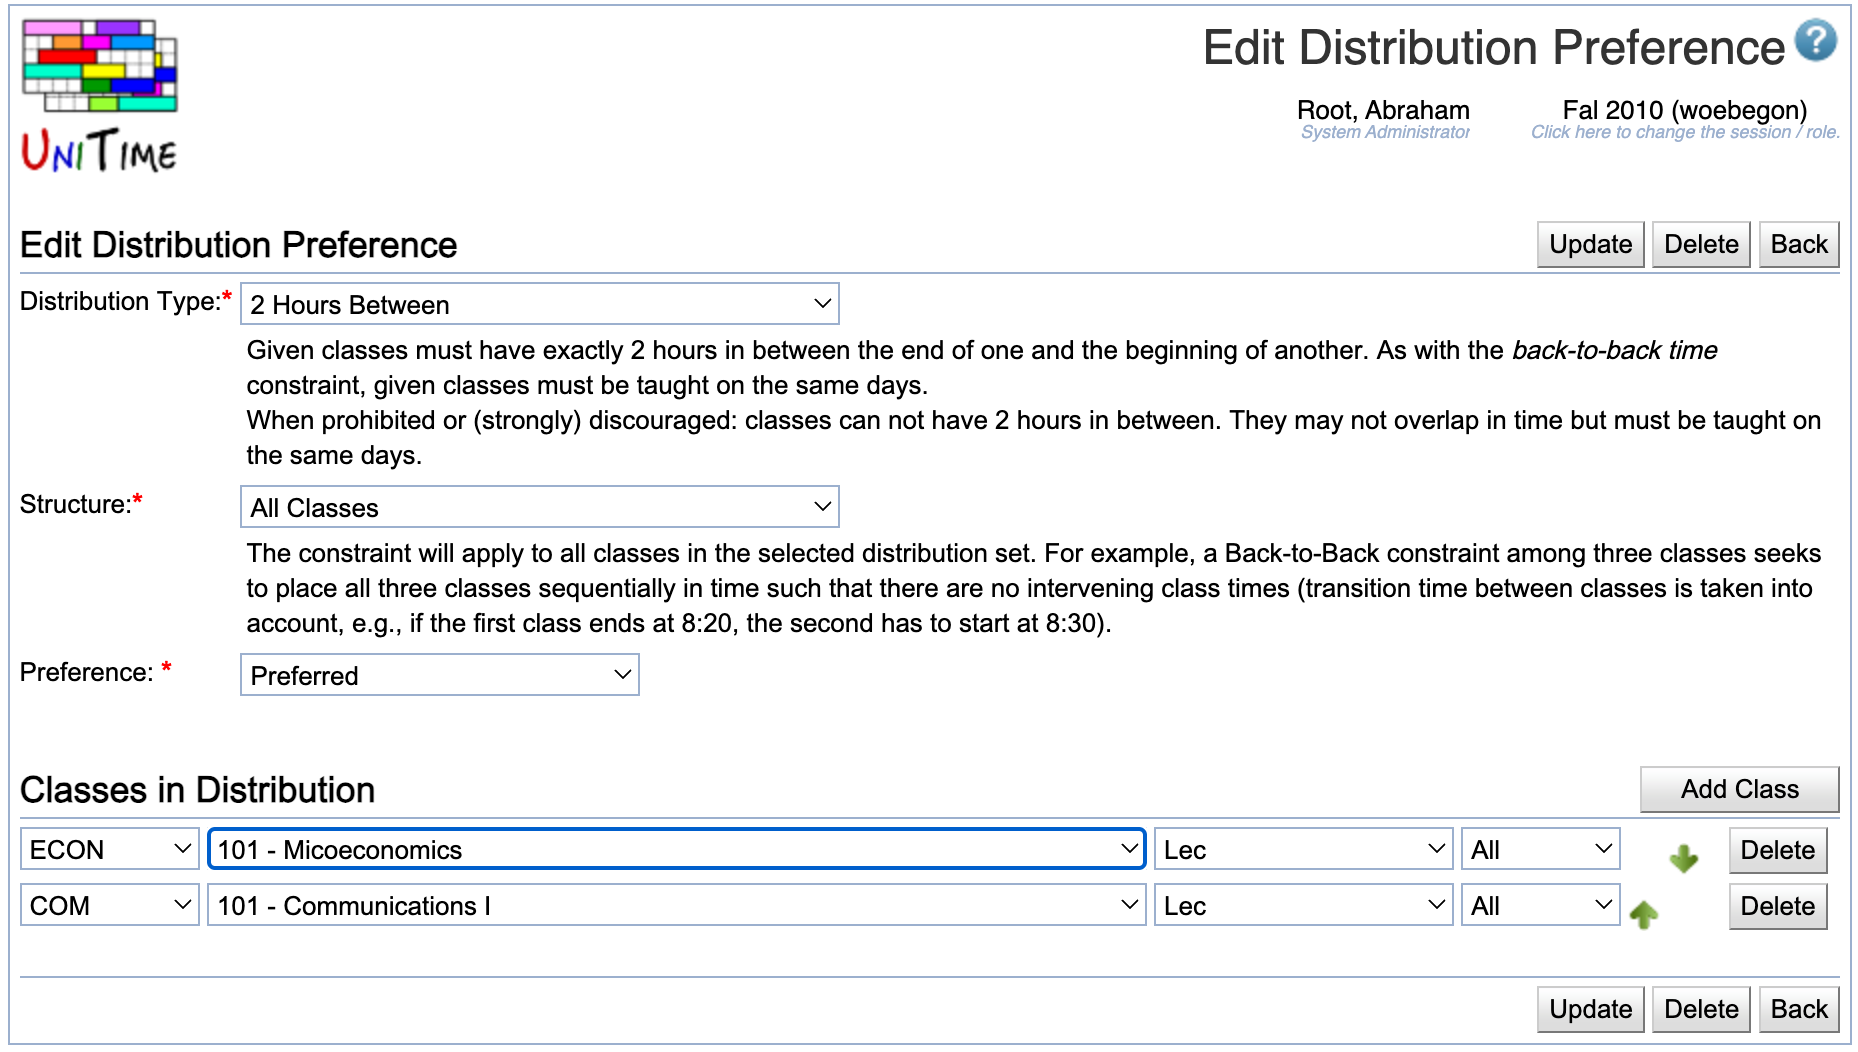 UniTime
Edit Distribution Preference ?
Root, Abraham
System Administrator
Fal 2010 (woebegon)
Click here to change the session / role.
Edit Distribution Preference Update Delete Back
Distribution Type:* 2 Hours Between
Given classes must have exactly 2 hours in between the end of one and the beginning of another. As with the back-to-back time
constraint, given classes must be taught on the same days.
When prohibited or (strongly) discouraged: classes can not have 2 hours in between. They may not overlap in time but must be taught on
the same days.
Structure:* All Classes
The constraint will apply to all classes in the selected distribution set. For example, a Back-to-Back constraint among three classes seeks
to place all three classes sequentially in time such that there are no intervening class times (transition time between classes is taken into
account, e.g., if the first class ends at 8:20, the second has to start at 8:30).
Preference: * Preferred
Classes in Distribution Add Class
ECON 101 - Micoeconomics Lec All Delete
COM 101 - Communications I Lec All Delete
Update Delete Back